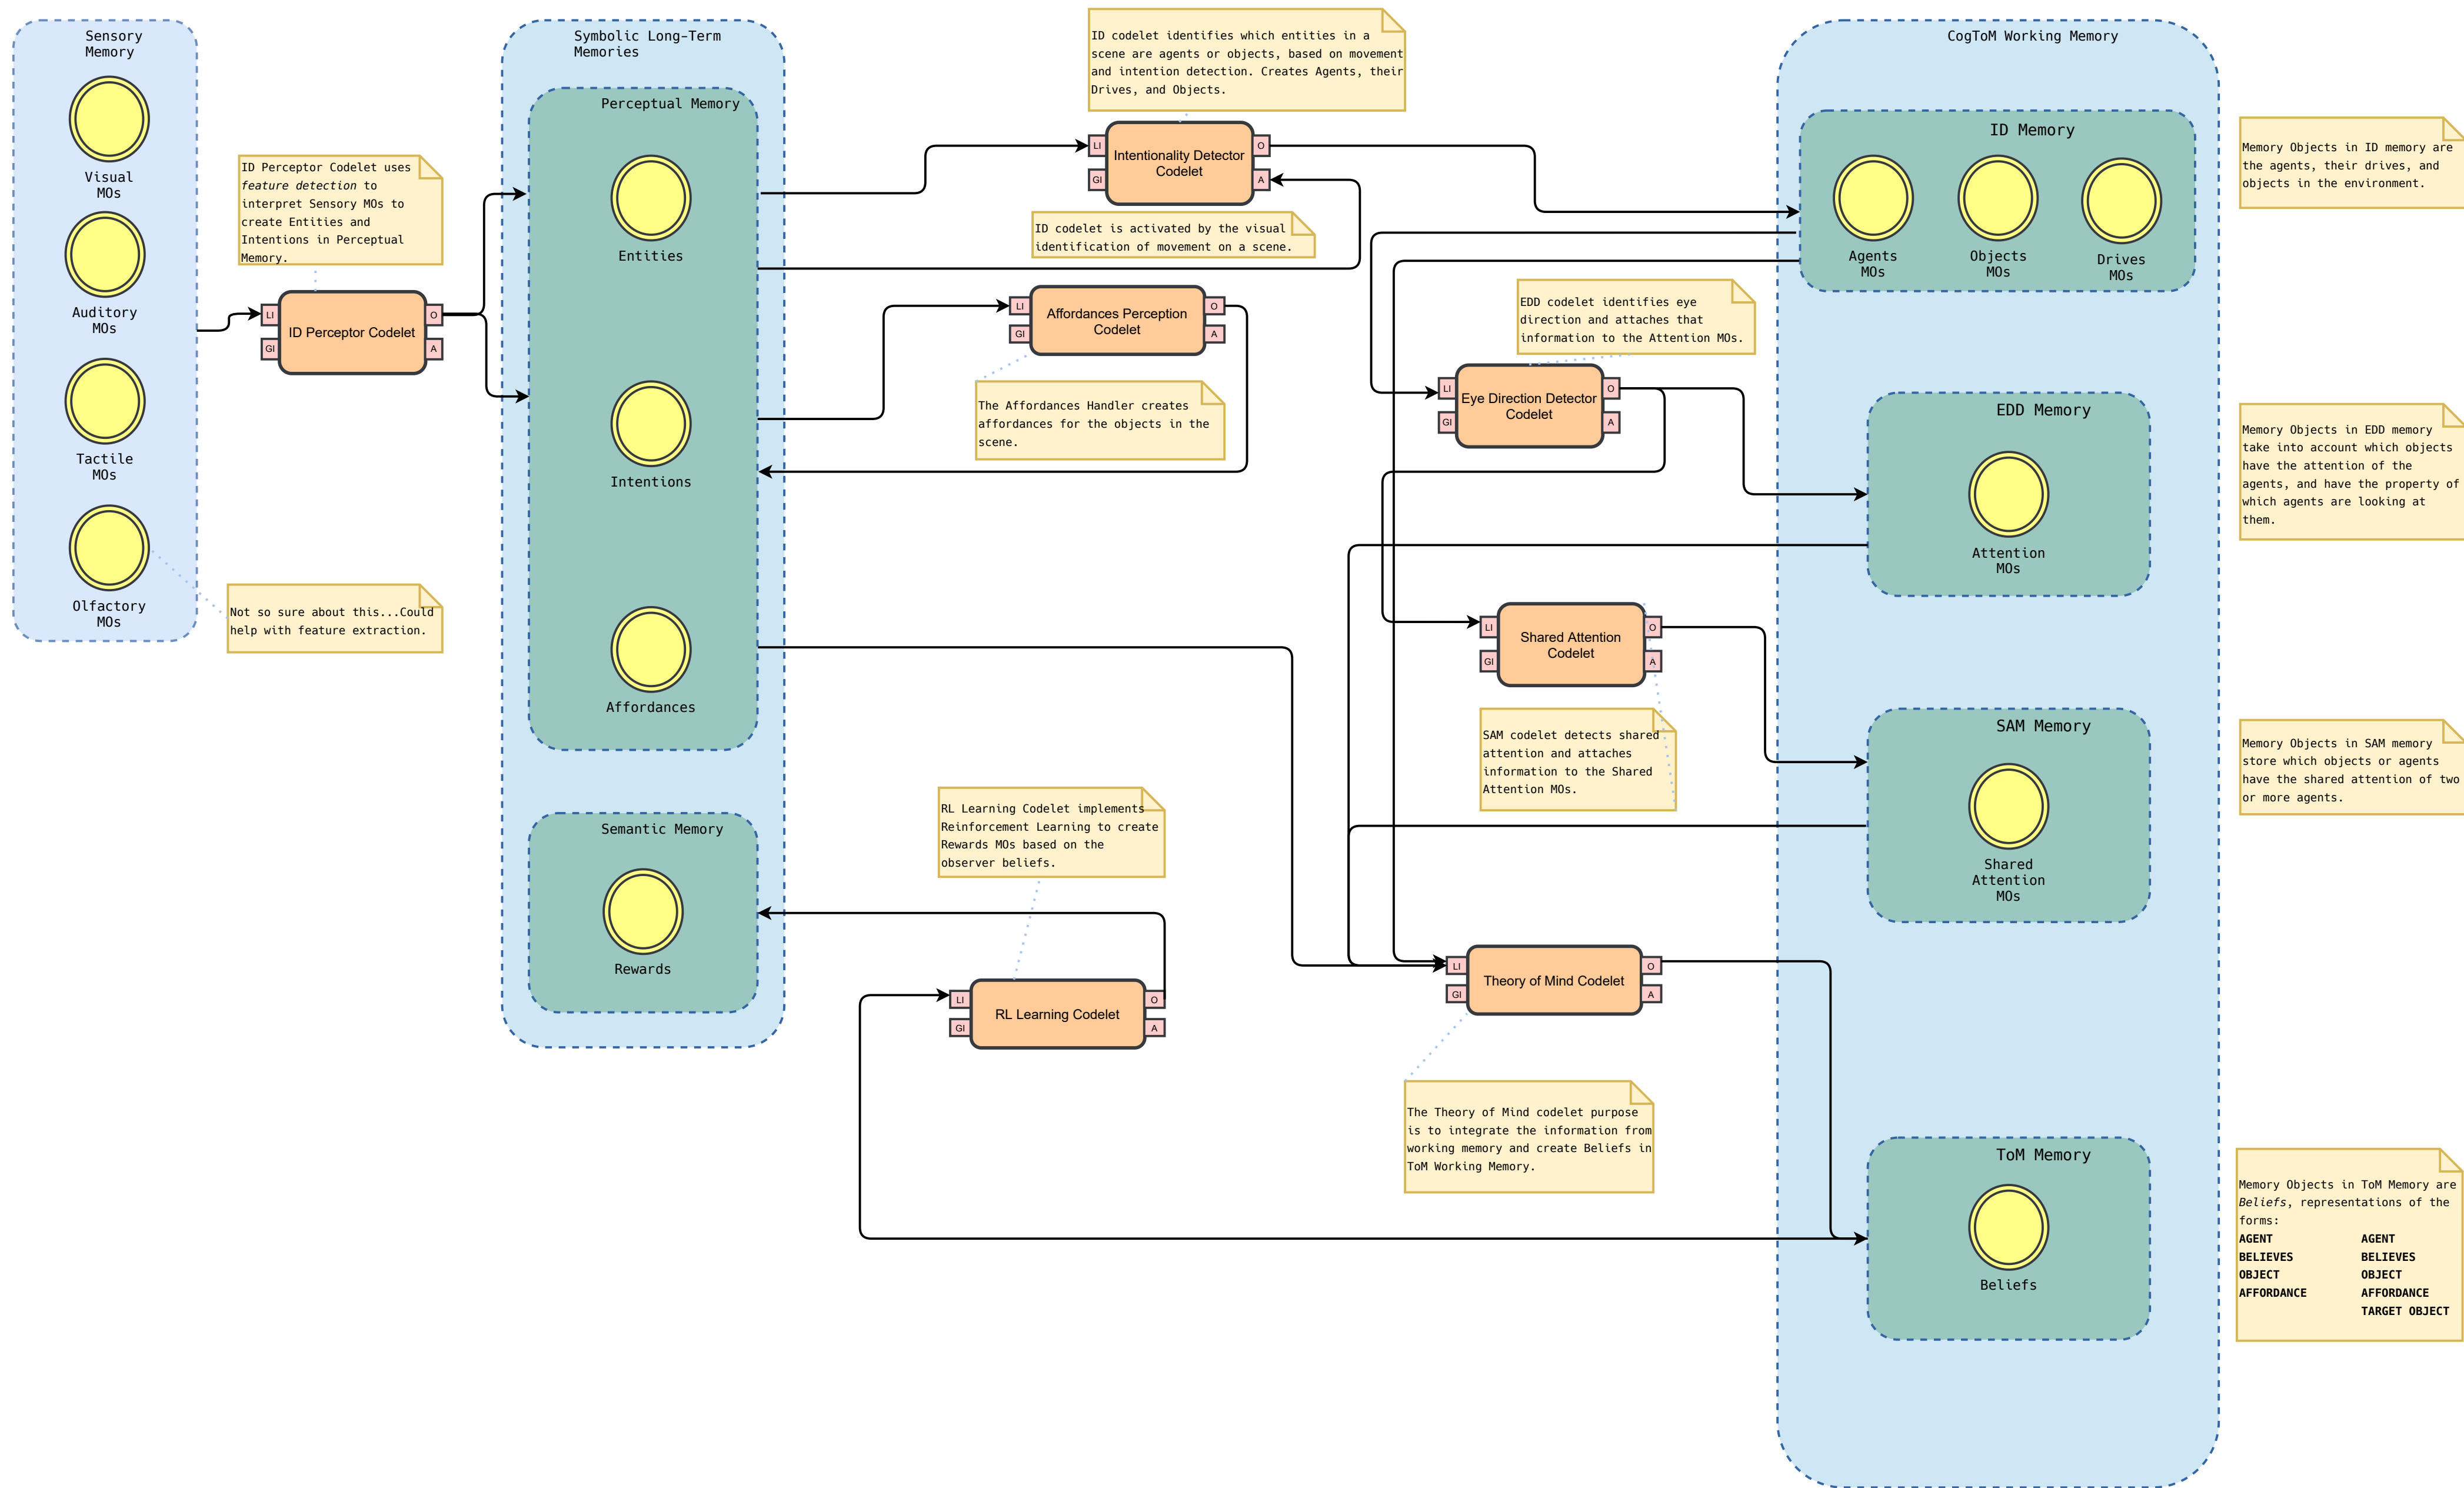 Sensory
Memory
Visual
MOs
Auditory
MOs
Tactile
MOs
Olfactory
MOs
ID Perceptor Codelet uses
feature detection to
interpret Sensory MOs to
create Entities and
Intentions in Perceptual
Memory.
LI
GI
ID Perceptor Codelet
O
A
Not so sure about this...Could
help with feature extraction.
Symbolic Long-Term
Memories
Perceptual Memory
Entities
Intentions
Affordances
Semantic Memory
Rewards
ID codelet identifies which entities in a
scene are agents or objects, based on movement
and intention detection. Creates Agents, their
Drives, and Objects.
LI
GI
Intentionality Detector
Codelet
O
A
ID codelet is activated by the visual
identification of movement on a scene.
LI
GI
Affordances Perception
Codelet
O
A
The Affordances Handler creates
affordances for the objects in the
scene.
EDD codelet identifies eye
direction and attaches that
information to the Attention MOs.
LI
GI
Eye Direction Detector
Codelet
O
A
LI
GI
Shared Attention
Codelet
O
A
SAM codelet detects shared
attention and attaches
information to the Shared
Attention MOs.
RL Learning Codelet implements
Reinforcement Learning to create
Rewards MOs based on the
observer beliefs.
LI
GI
RL Learning Codelet
O
A
LI
GI
Theory of Mind Codelet
O
A
The Theory of Mind codelet purpose
is to integrate the information from
working memory and create Beliefs in
ToM Working Memory.
CogToM Working Memory
ID Memory
Agents
MOs
Objects
MOs
Drives
MOs
EDD Memory
Attention
MOs
SAM Memory
Shared
Attention
MOs
ToM Memory
Beliefs
Memory Objects in ID memory are
the agents, their drives, and
objects in the environment.
Memory Objects in EDD memory
take into account which objects
have the attention of the
agents, and have the property of
which agents are looking at
them.
Memory Objects in SAM memory
store which objects or agents
have the shared attention of two
or more agents.
Memory Objects in ToM Memory are
Beliefs, representations of the
forms:
AGENT AGENT
BELIEVES BELIEVES
OBJECT OBJECT
AFFORDANCE AFFORDANCE
TARGET OBJECT